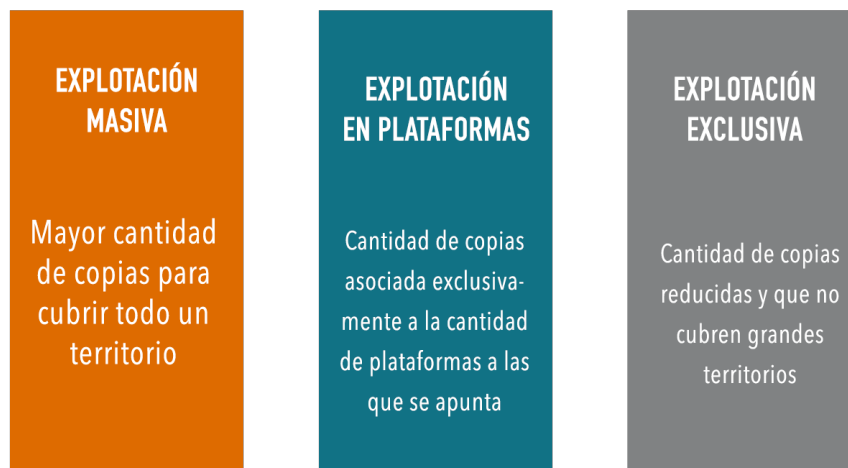 EXPLOTACIÓN
MASIVA
Mayor cantidad
de copias para
cubrir todo un
territorio
EXPLOTACIÓN
EN PLATAFORMAS
Cantidad de copias
asociada exclusiva-
mente a la cantidad
de plataformas a las
que se apunta
EXPLOTACIÓN
EXCLUSIVA
Cantidad de copias
reducidas y que no
cubren grandes
territorios